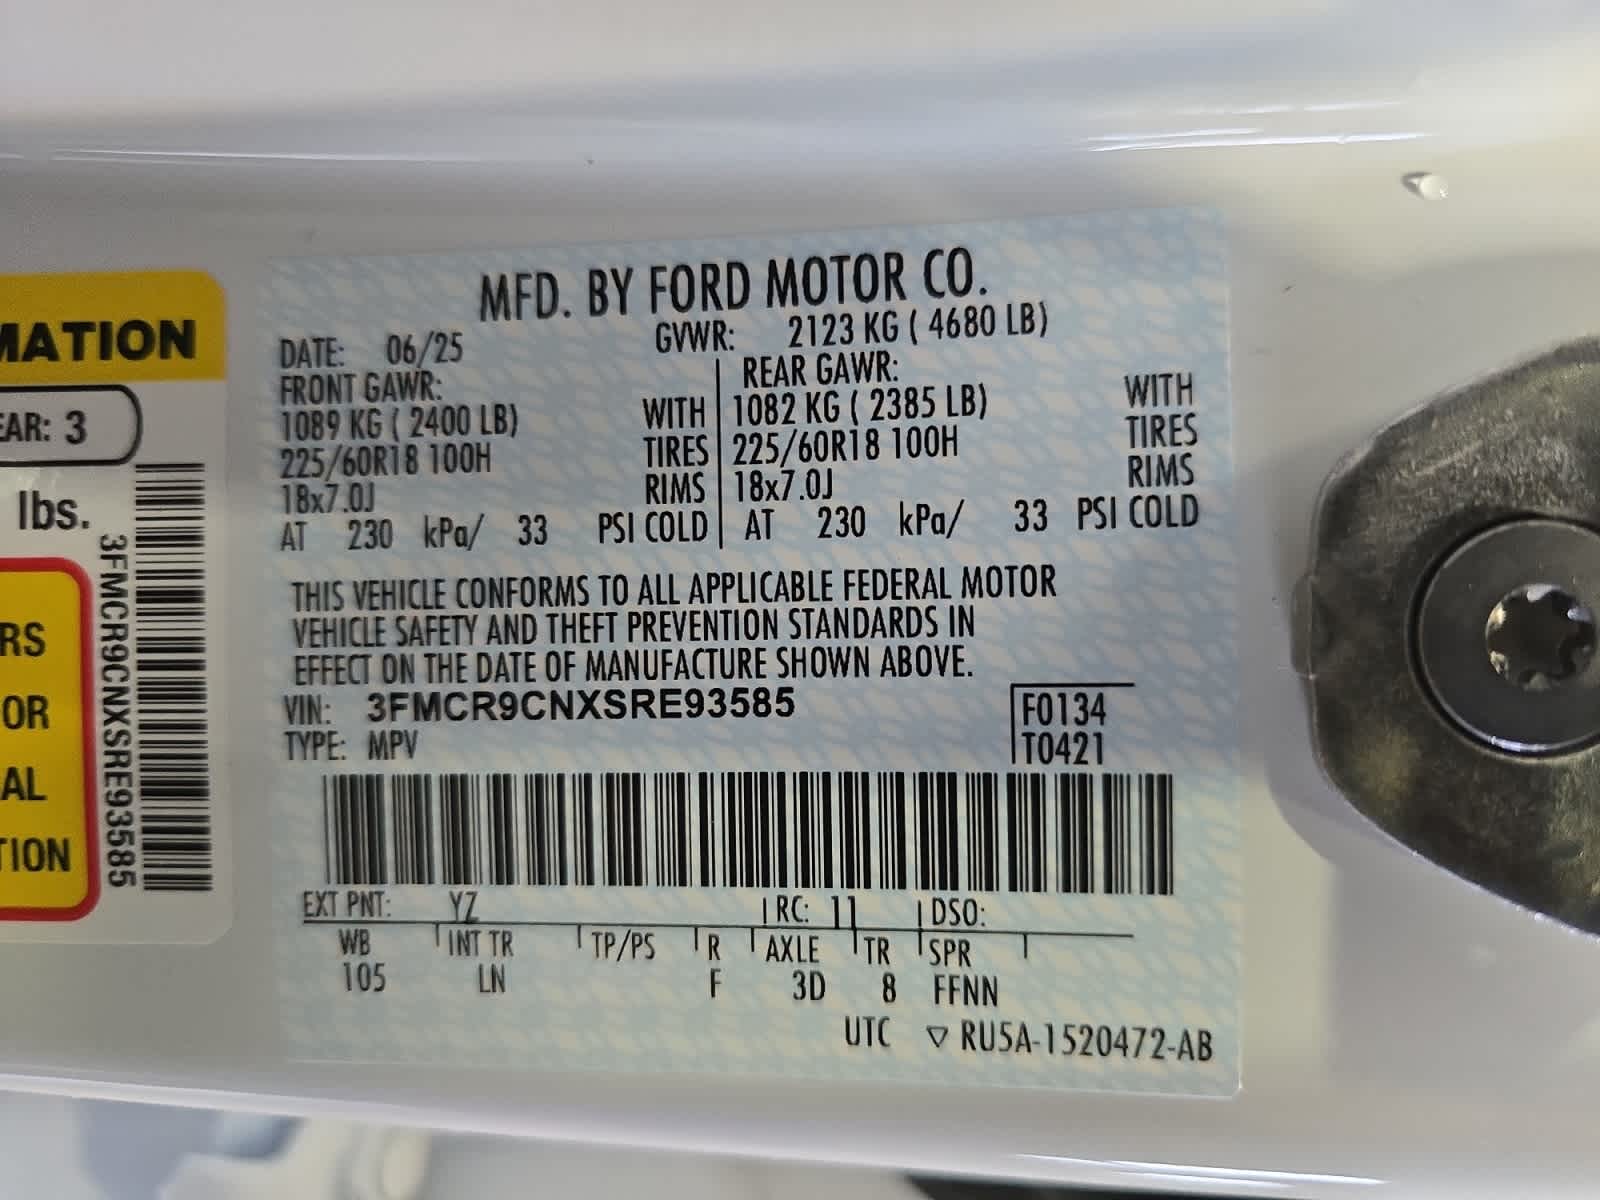 MATION
EAR: 3
lbs.
RS
OR
AL
TION
3FMCR9CNXSRE93585
MFD. BY FORD MOTOR CO.
DATE: 06/25 GVWR: 2123 KG ( 4680 LB)
FRONT GAWR: REAR GAWR:
1089 KG ( 2400 LB) WITH 1082 KG ( 2385 LB) WITH
225/60R18 100H TIRES 225/60R18 100H TIRES
18x7.0J RIMS 18x7.0J RIMS
AT 230 kPa/ 33 PSI COLD AT 230 kPa/ 33 PSI COLD
THIS VEHICLE CONFORMS TO ALL APPLICABLE FEDERAL MOTOR
VEHICLE SAFETY AND THEFT PREVENTION STANDARDS IN
EFFECT ON THE DATE OF MANUFACTURE SHOWN ABOVE.
VIN: 3FMCR9CNXSRE93585 F0134
TYPE: MPV T0421
EXT PNT: YZ RC: 11 DSO:
WB INT TR TP/PS R AXLE TR SPR
105 LN F 3D 8 FFNN
UTC ▽ RU5A-1520472-AB